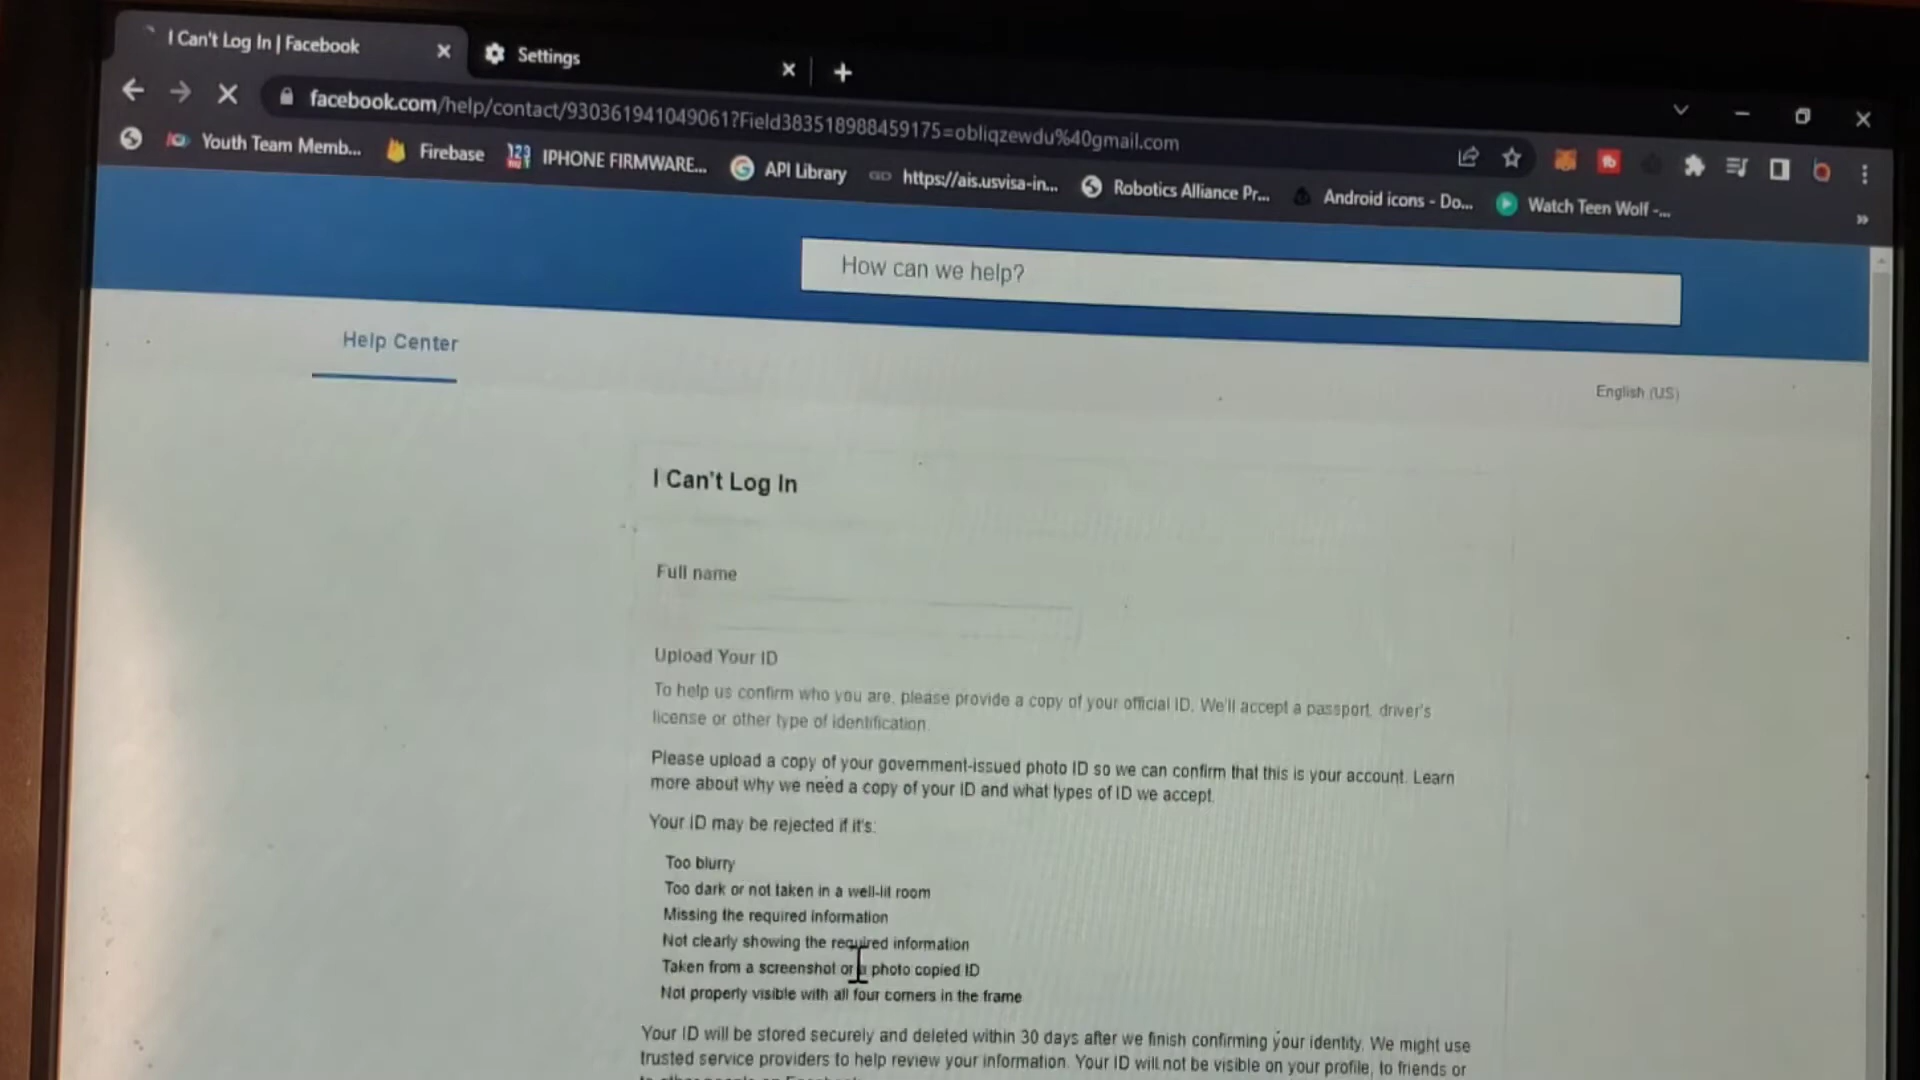 I Can't Log In | Facebook
Settings
facebook.com/help/contact/930361941049061?Field383518988459175=obliqzewdu%40gmail.com
Youth Team Memb...
Firebase
IPHONE FIRMWARE...
API Library
https://ais.usvisa-in...
Robotics Alliance Pr...
Android icons - Do...
Watch Teen Wolf -...
How can we help?
Help Center
English (US)
I Can't Log In
Full name
Upload Your ID
To help us confirm who you are, please provide a copy of your official ID. We'll accept a passport, driver's
license or other type of identification.
Please upload a copy of your government-issued photo ID so we can confirm that this is your account. Learn
more about why we need a copy of your ID and what types of ID we accept.
Your ID may be rejected if it's:
Too blurry
Too dark or not taken in a well-lit room
Missing the required information
Not clearly showing the required information
Taken from a screenshot or a photo copied ID
Not properly visible with all four corners in the frame
Your ID will be stored securely and deleted within 30 days after we finish confirming your identity. We might use
trusted service providers to help review your information. Your ID will not be visible on your profile, to friends or